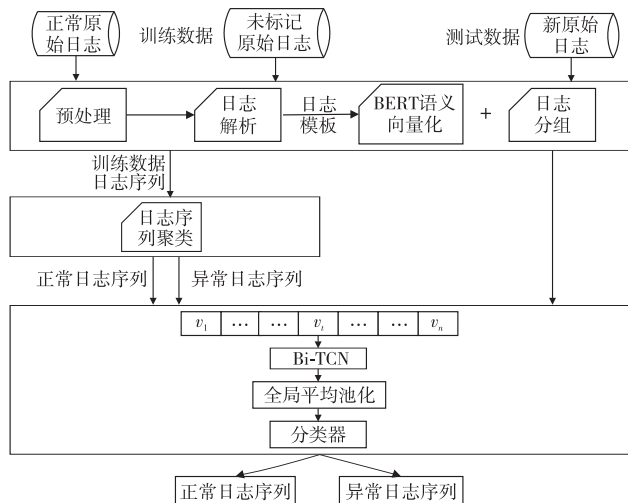 正常原
始日志
训练数据
未标记
原始日志
测试数据
新原始
日志
预处理
日志
解析
日志
模板
BERT语义
向量化
+
日志
分组
训练数据
日志序列
日志序
列聚类
正常日志序列
异常日志序列
v1 … … vt … … vn
Bi-TCN
全局平均池化
分类器
正常日志序列
异常日志序列